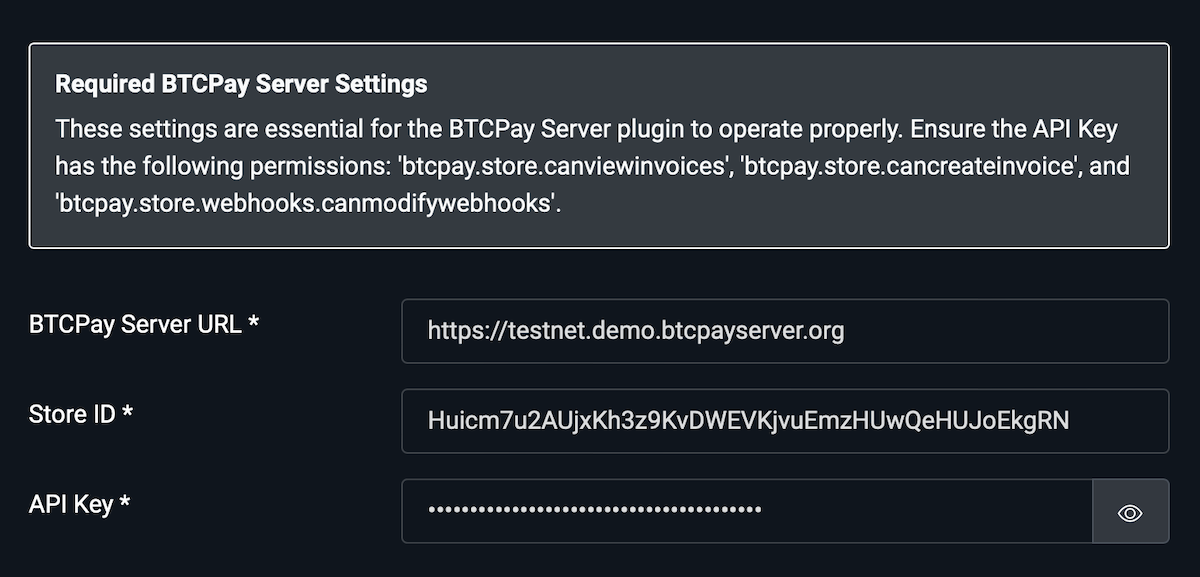 Required BTCPay Server Settings
These settings are essential for the BTCPay Server plugin to operate properly. Ensure the API Key
has the following permissions: 'btcpay.store.canviewinvoices', 'btcpay.store.cancreateinvoice', and
'btcpay.store.webhooks.canmodifywebhooks'.
BTCPay Server URL *
https://testnet.demo.btcpayserver.org
Store ID *
Huicm7u2AUjxKh3z9KvDWEVKjvuEmzHUwQeHUJoEkgRN
API Key *
••••••••••••••••••••••••••••••••••••••••